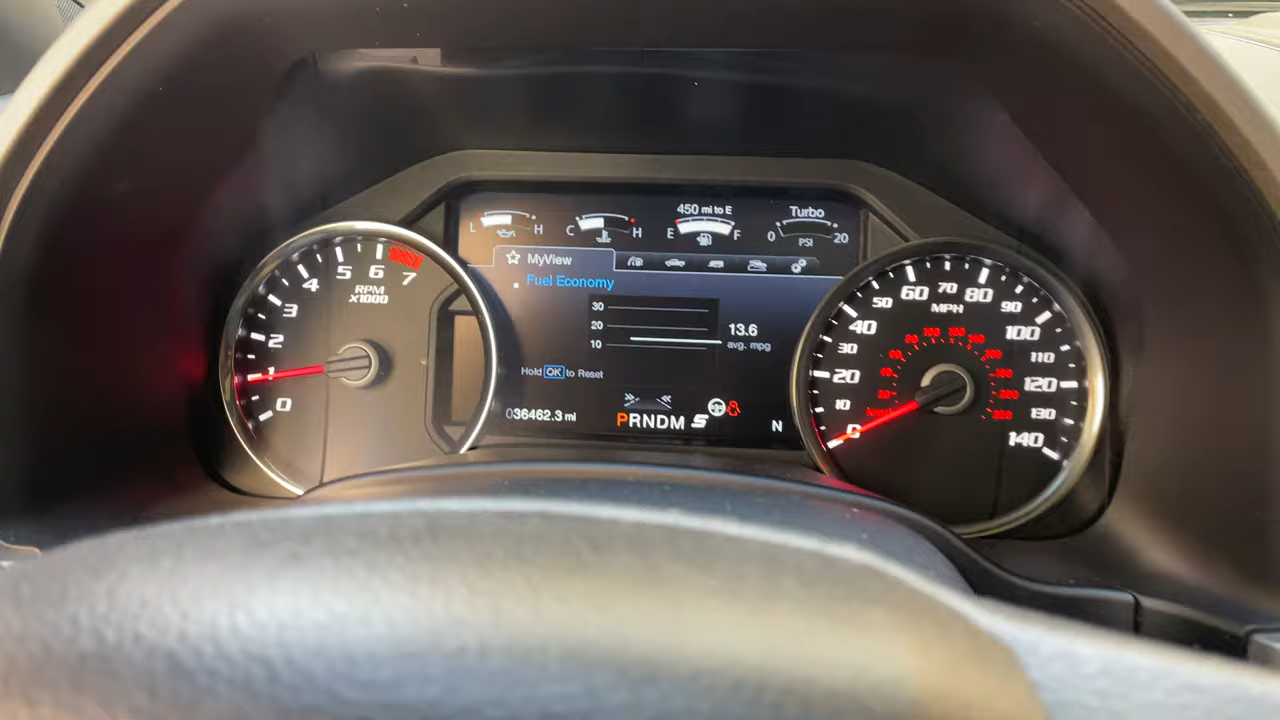 450 mi to E
Turbo
L H
C H
E F
0 20
PSI
MyView
Fuel Economy
30
20
10
13.6
avg. mpg
Hold OK to Reset
036462.3 mi
PRNDM S
N
0
1
2
3
4
5
6
7
RPM
x1000
0
10
20
30
40
50
60
70
80
90
100
110
120
130
140
MPH